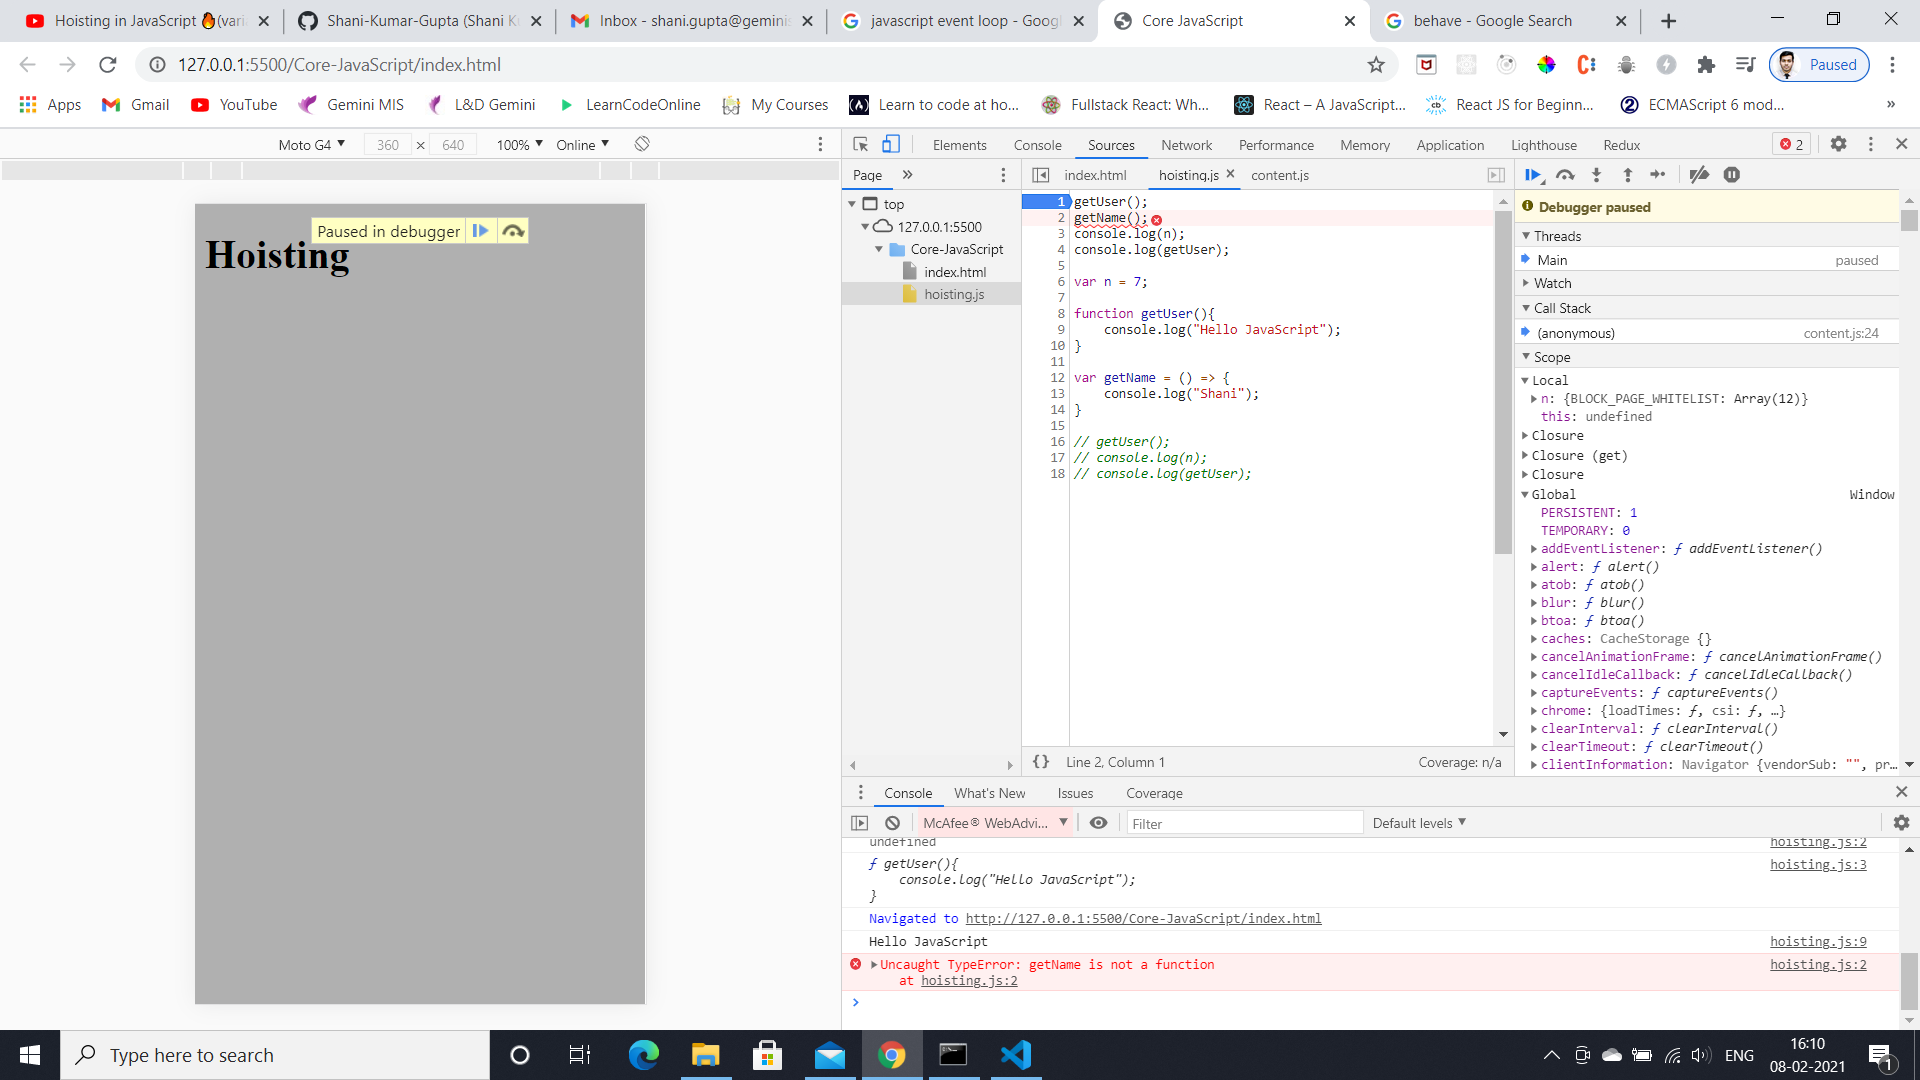 Hoisting in JavaScript 🔥(vari
Shani-Kumar-Gupta (Shani K
Inbox - shani.gupta@geminis
javascript event loop - Goog
Core JavaScript
behave - Google Search
127.0.0.1:5500/Core-JavaScript/index.html
Paused
Apps
Gmail
YouTube
Gemini MIS
L&D Gemini
LearnCodeOnline
My Courses
Learn to code at ho...
Fullstack React: Wh...
React – A JavaScript...
React JS for Beginn...
ECMAScript 6 mod...
»
Moto G4 ▼ 360 × 640 100% ▼ Online ▼
Elements Console Sources Network Performance Memory Application Lighthouse Redux 2
Page »
index.html hoisting.js × content.js
top
127.0.0.1:5500
Core-JavaScript
index.html
hoisting.js
Paused in debugger
Hoisting
1 getUser();
2 getName();
3 console.log(n);
4 console.log(getUser);
5
6 var n = 7;
7
8 function getUser(){
9 console.log("Hello JavaScript");
10 }
11
12 var getName = () => {
13 console.log("Shani");
14 }
15
16 // getUser();
17 // console.log(n);
18 // console.log(getUser);
{} Line 2, Column 1 Coverage: n/a
Debugger paused
Threads
Main paused
Watch
Call Stack
(anonymous) content.js:24
Scope
Local
n: {BLOCK_PAGE_WHITELIST: Array(12)}
this: undefined
Closure
Closure (get)
Closure
Global Window
PERSISTENT: 1
TEMPORARY: 0
addEventListener: ƒ addEventListener()
alert: ƒ alert()
atob: ƒ atob()
blur: ƒ blur()
btoa: ƒ btoa()
caches: CacheStorage {}
cancelAnimationFrame: ƒ cancelAnimationFrame()
cancelIdleCallback: ƒ cancelIdleCallback()
captureEvents: ƒ captureEvents()
chrome: {loadTimes: ƒ, csi: ƒ, …}
clearInterval: ƒ clearInterval()
clearTimeout: ƒ clearTimeout()
clientInformation: Navigator {vendorSub: "", pr…
Console What's New Issues Coverage
McAfee® WebAdvi... ▼ Filter Default levels ▼
undefined hoisting.js:2
ƒ getUser(){ hoisting.js:3
console.log("Hello JavaScript");
}
Navigated to http://127.0.0.1:5500/Core-JavaScript/index.html
Hello JavaScript hoisting.js:9
Uncaught TypeError: getName is not a function hoisting.js:2
at hoisting.js:2
>
Type here to search
ENG
16:10
08-02-2021
1